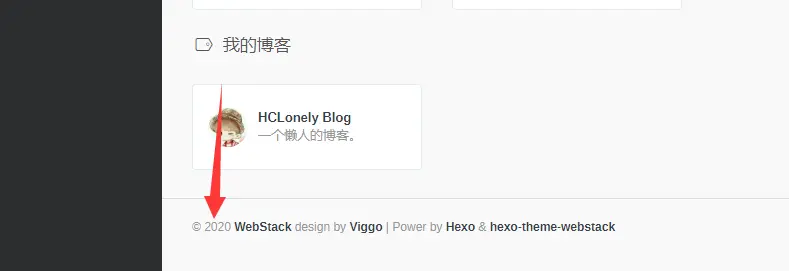 我的博客
HCLonely Blog
一个懒人的博客。
© 2020 WebStack design by Viggo | Power by Hexo & hexo-theme-webstack